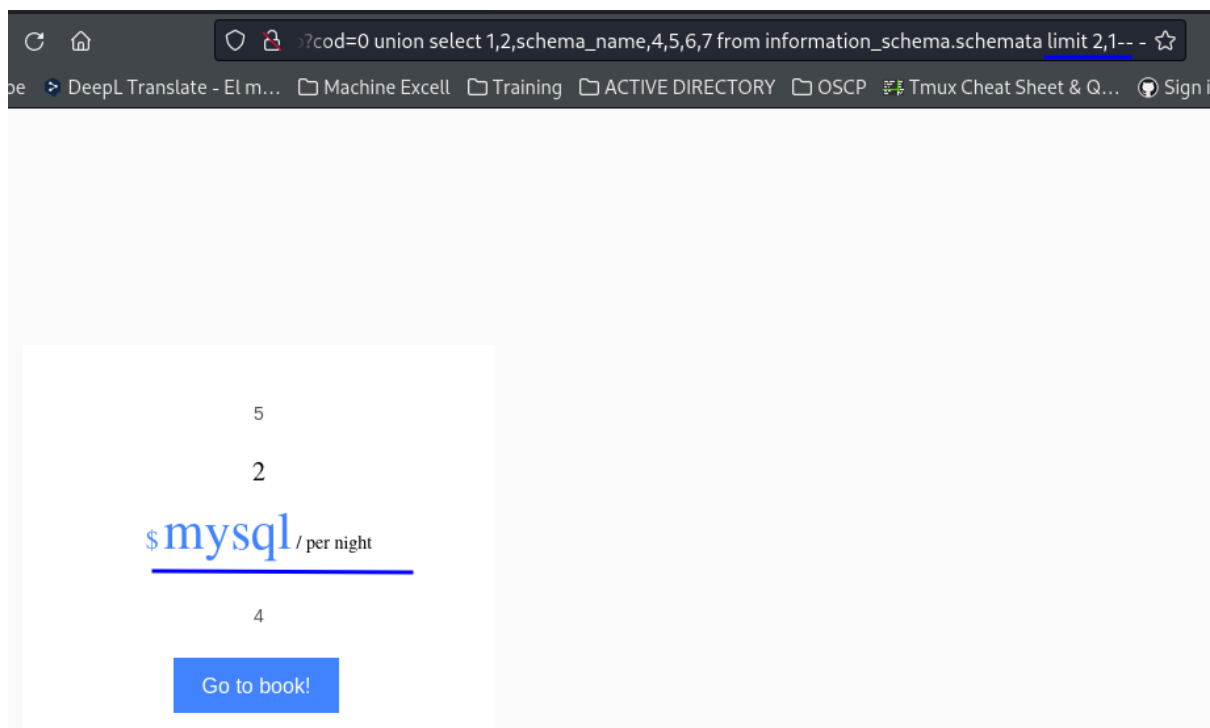 ?cod=0 union select 1,2,schema_name,4,5,6,7 from information_schema.schemata limit 2,1-- -
DeepL Translate - El m... Machine Excell Training ACTIVE DIRECTORY OSCP Tmux Cheat Sheet & Q... Sign i
5
2
$ mysql / per night
4
Go to book!